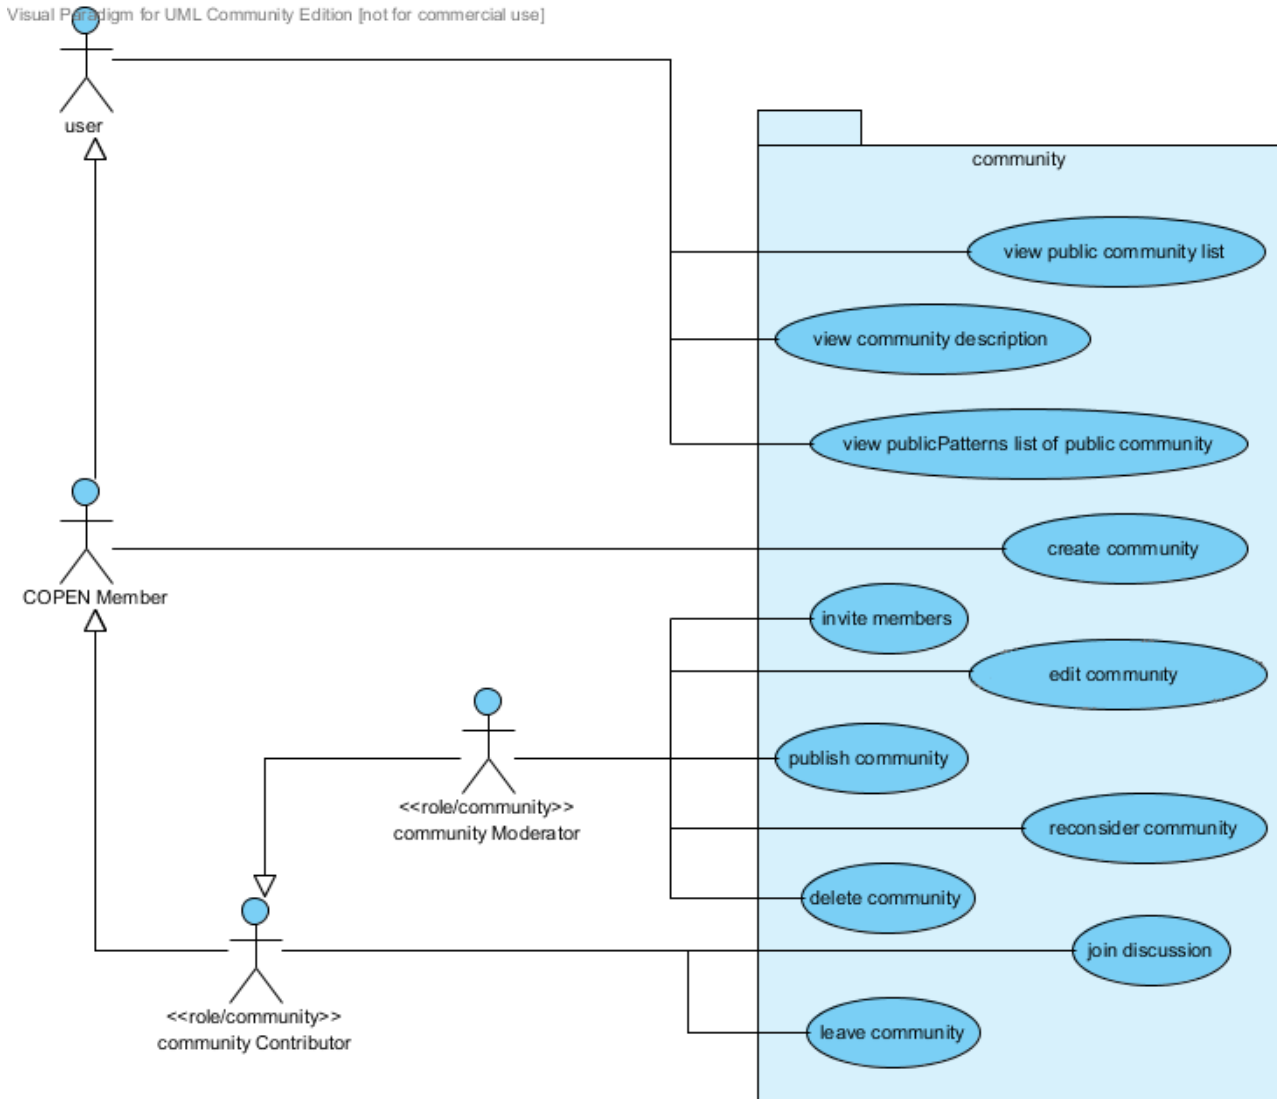 Visual Paradigm for UML Community Edition [not for commercial use]
user
community
view public community list
view community description
view publicPatterns list of public community
create community
COPEN Member
invite members
edit community
publish community
<<role/community>>
community Moderator
reconsider community
delete community
join discussion
<<role/community>>
community Contributor
leave community